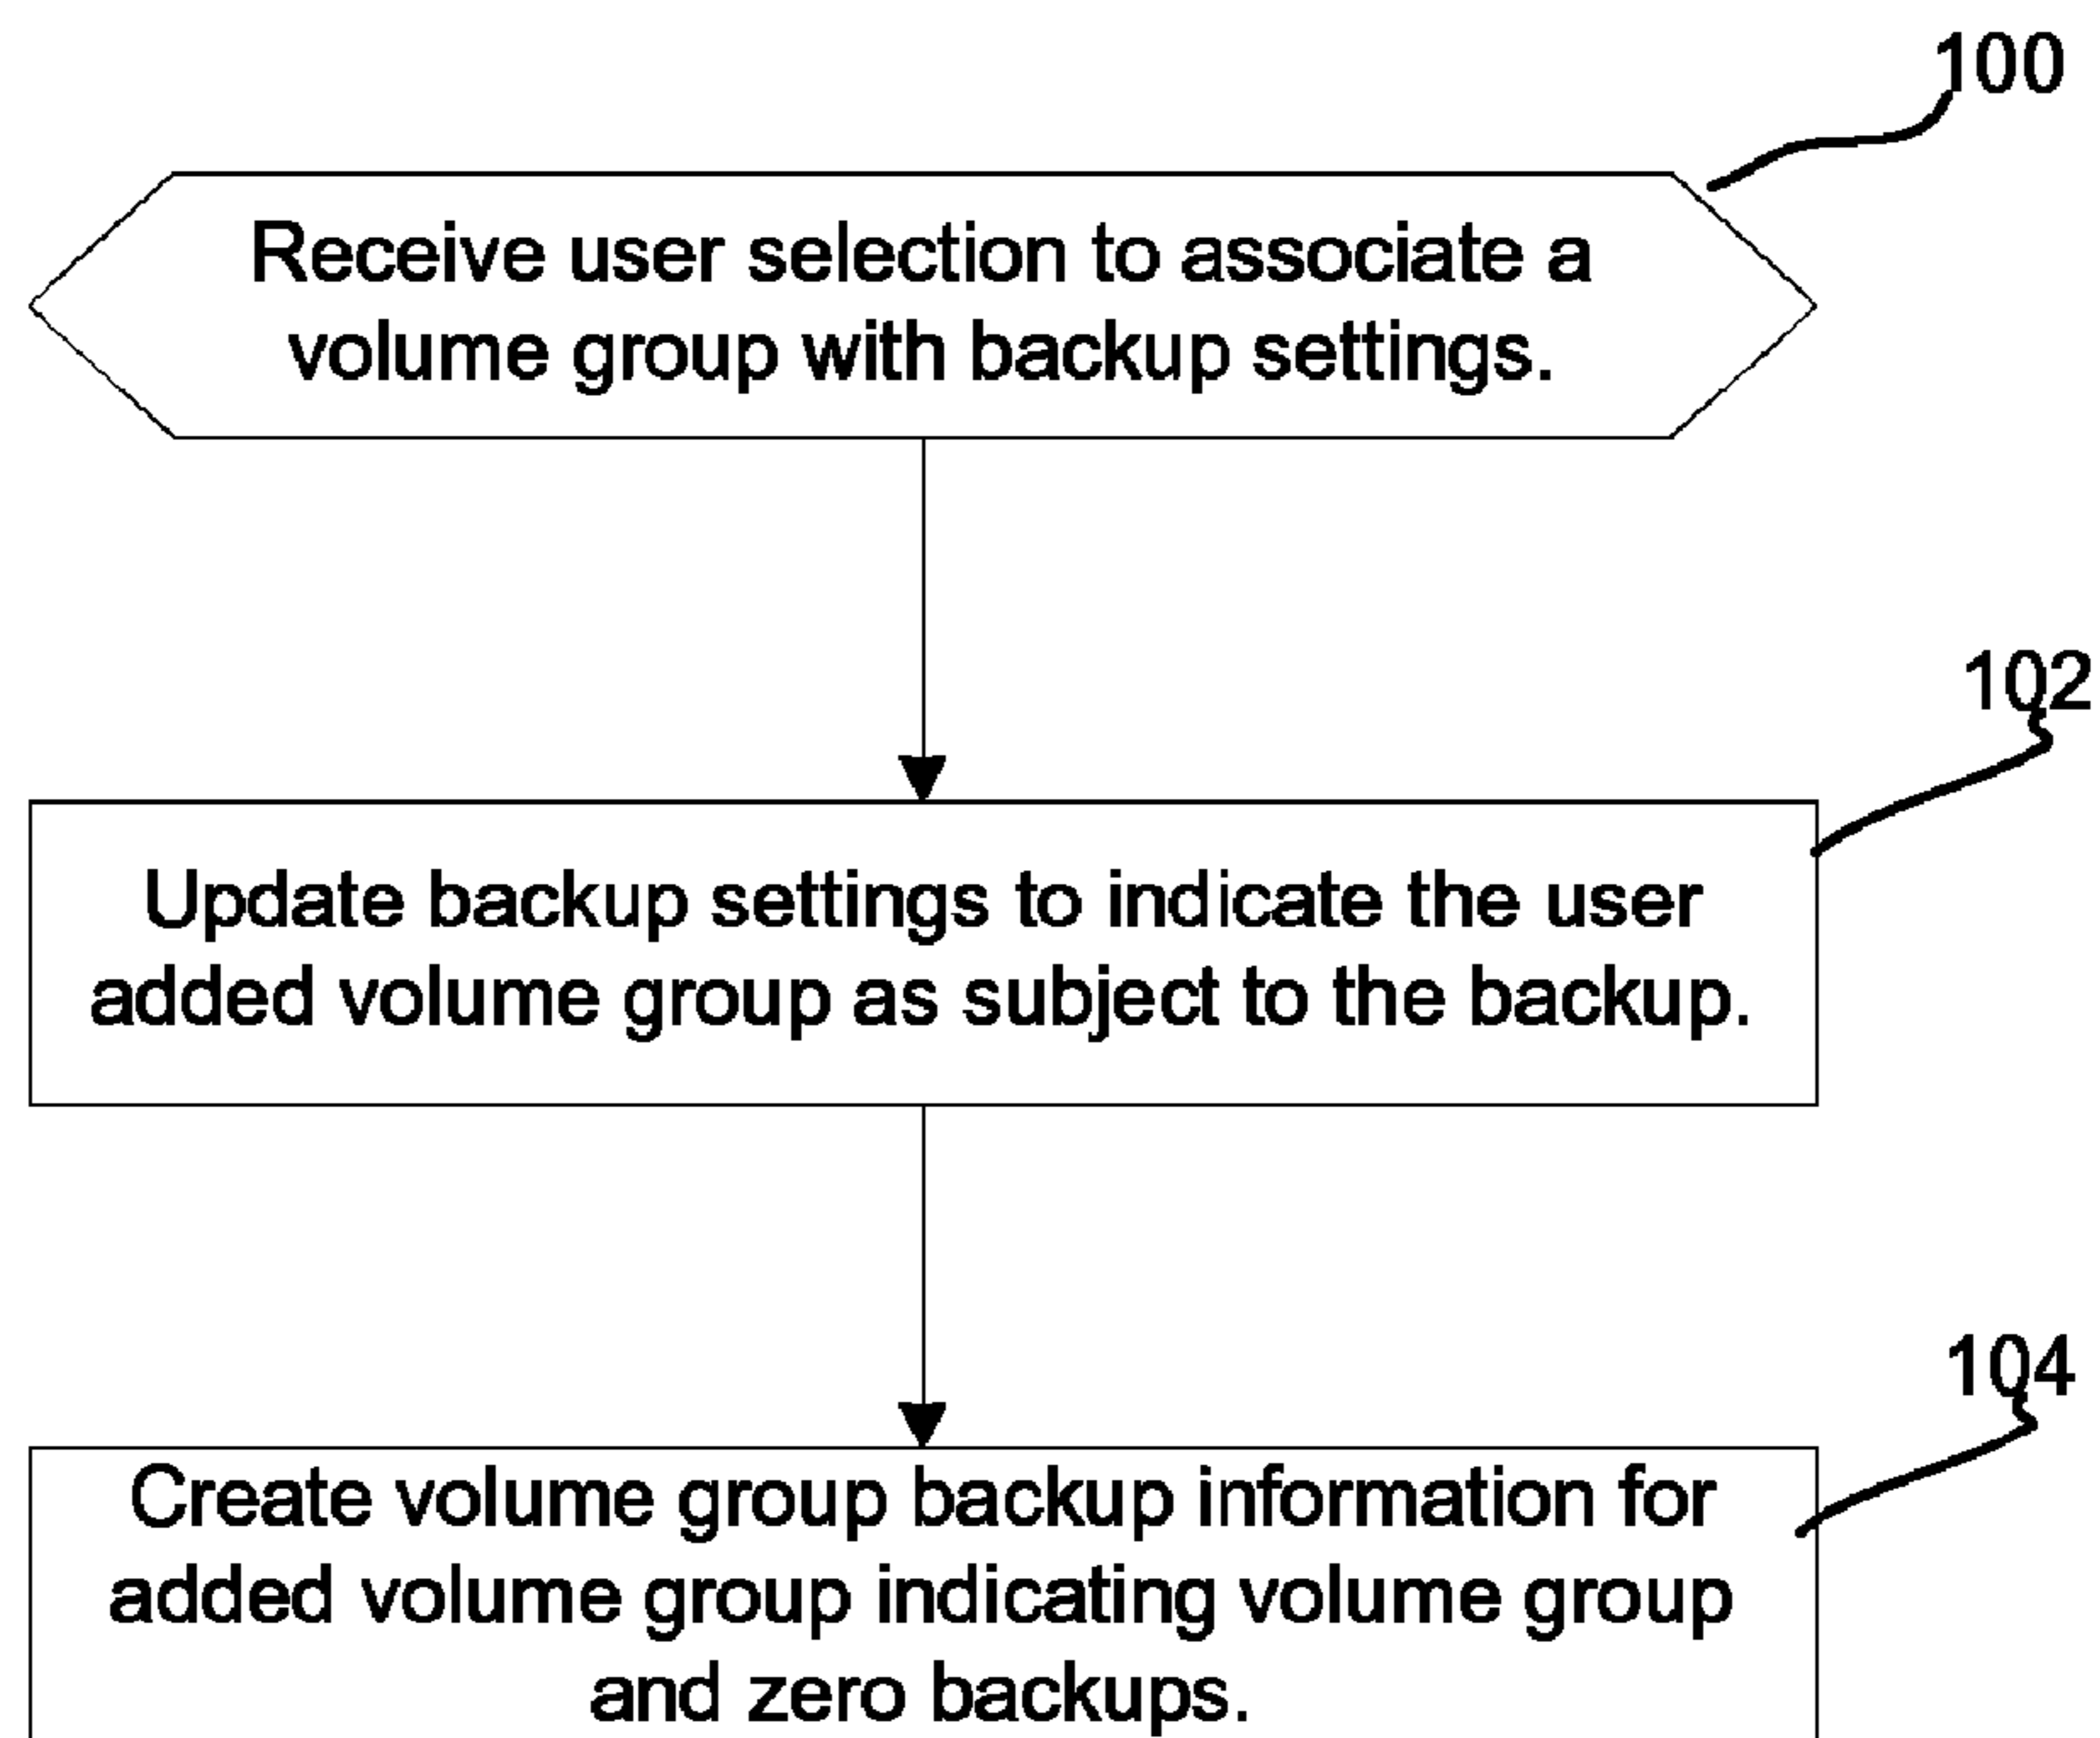 100
Receive user selection to associate a
volume group with backup settings.
102
Update backup settings to indicate the user
added volume group as subject to the backup.
104
Create volume group backup information for
added volume group indicating volume group
and zero backups.